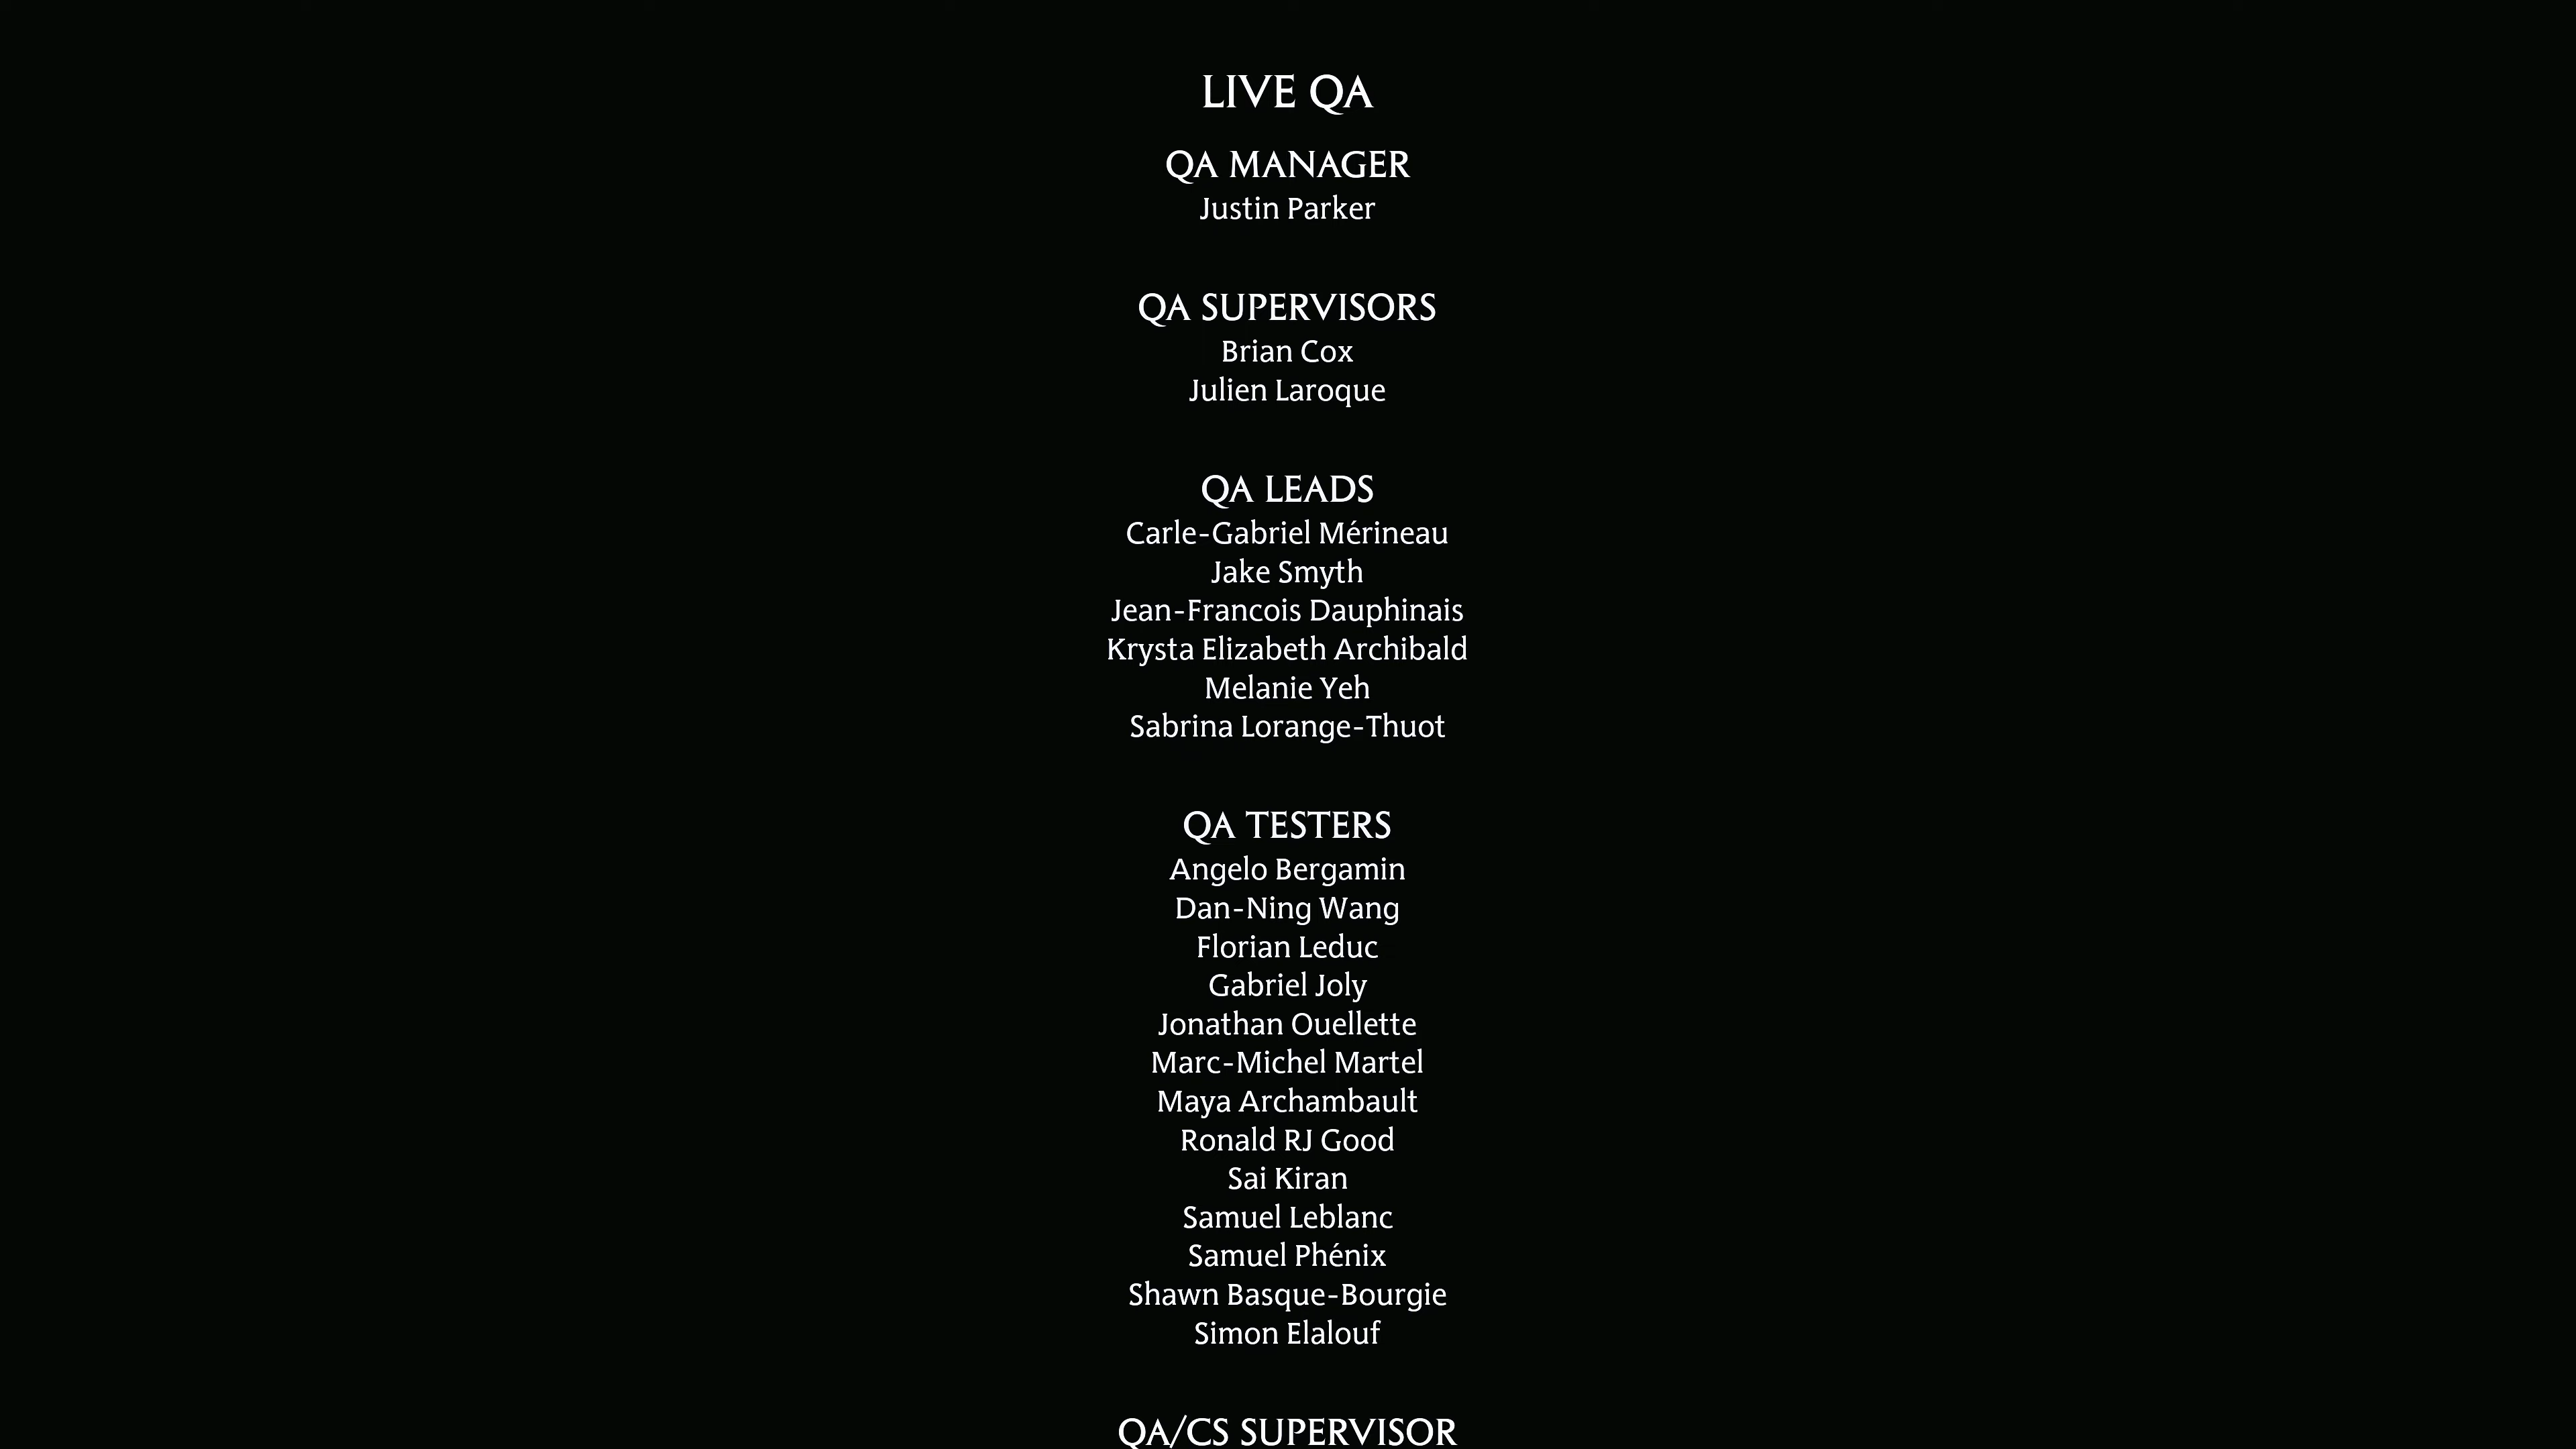 LIVE QA
QA MANAGER
Justin Parker
QA SUPERVISORS
Brian Cox
Julien Laroque
QA LEADS
Carle-Gabriel Mérineau
Jake Smyth
Jean-Francois Dauphinais
Krysta Elizabeth Archibald
Melanie Yeh
Sabrina Lorange-Thuot
QA TESTERS
Angelo Bergamin
Dan-Ning Wang
Florian Leduc
Gabriel Joly
Jonathan Ouellette
Marc-Michel Martel
Maya Archambault
Ronald RJ Good
Sai Kiran
Samuel Leblanc
Samuel Phénix
Shawn Basque-Bourgie
Simon Elalouf
QA/CS SUPERVISOR